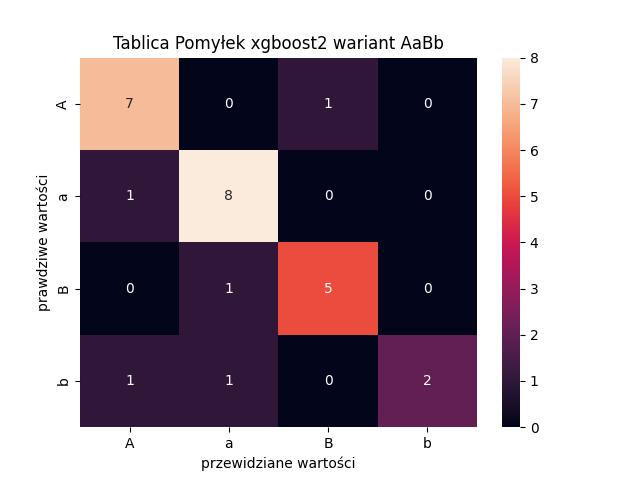 Tablica Pomyłek xgboost2 wariant AaBb
A 7 0 1 0
a 1 8 0 0
B 0 1 5 0
b 1 1 0 2
A a B b
prawdziwe wartości
przewidziane wartości
8
7
6
5
4
3
2
1
0